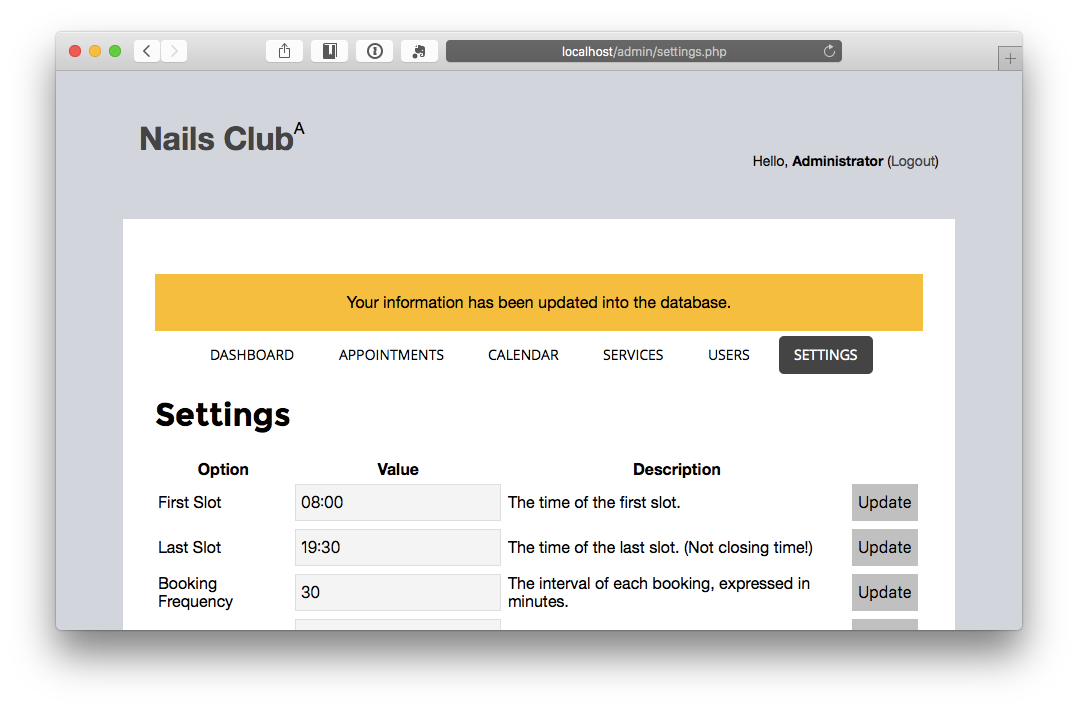 localhost/admin/settings.php
Nails Club A
Hello, Administrator (Logout)
Your information has been updated into the database.
DASHBOARD APPOINTMENTS CALENDAR SERVICES USERS SETTINGS
Settings
Option Value Description
First Slot 08:00 The time of the first slot. Update
Last Slot 19:30 The time of the last slot. (Not closing time!) Update
Booking Frequency 30 The interval of each booking, expressed in minutes. Update